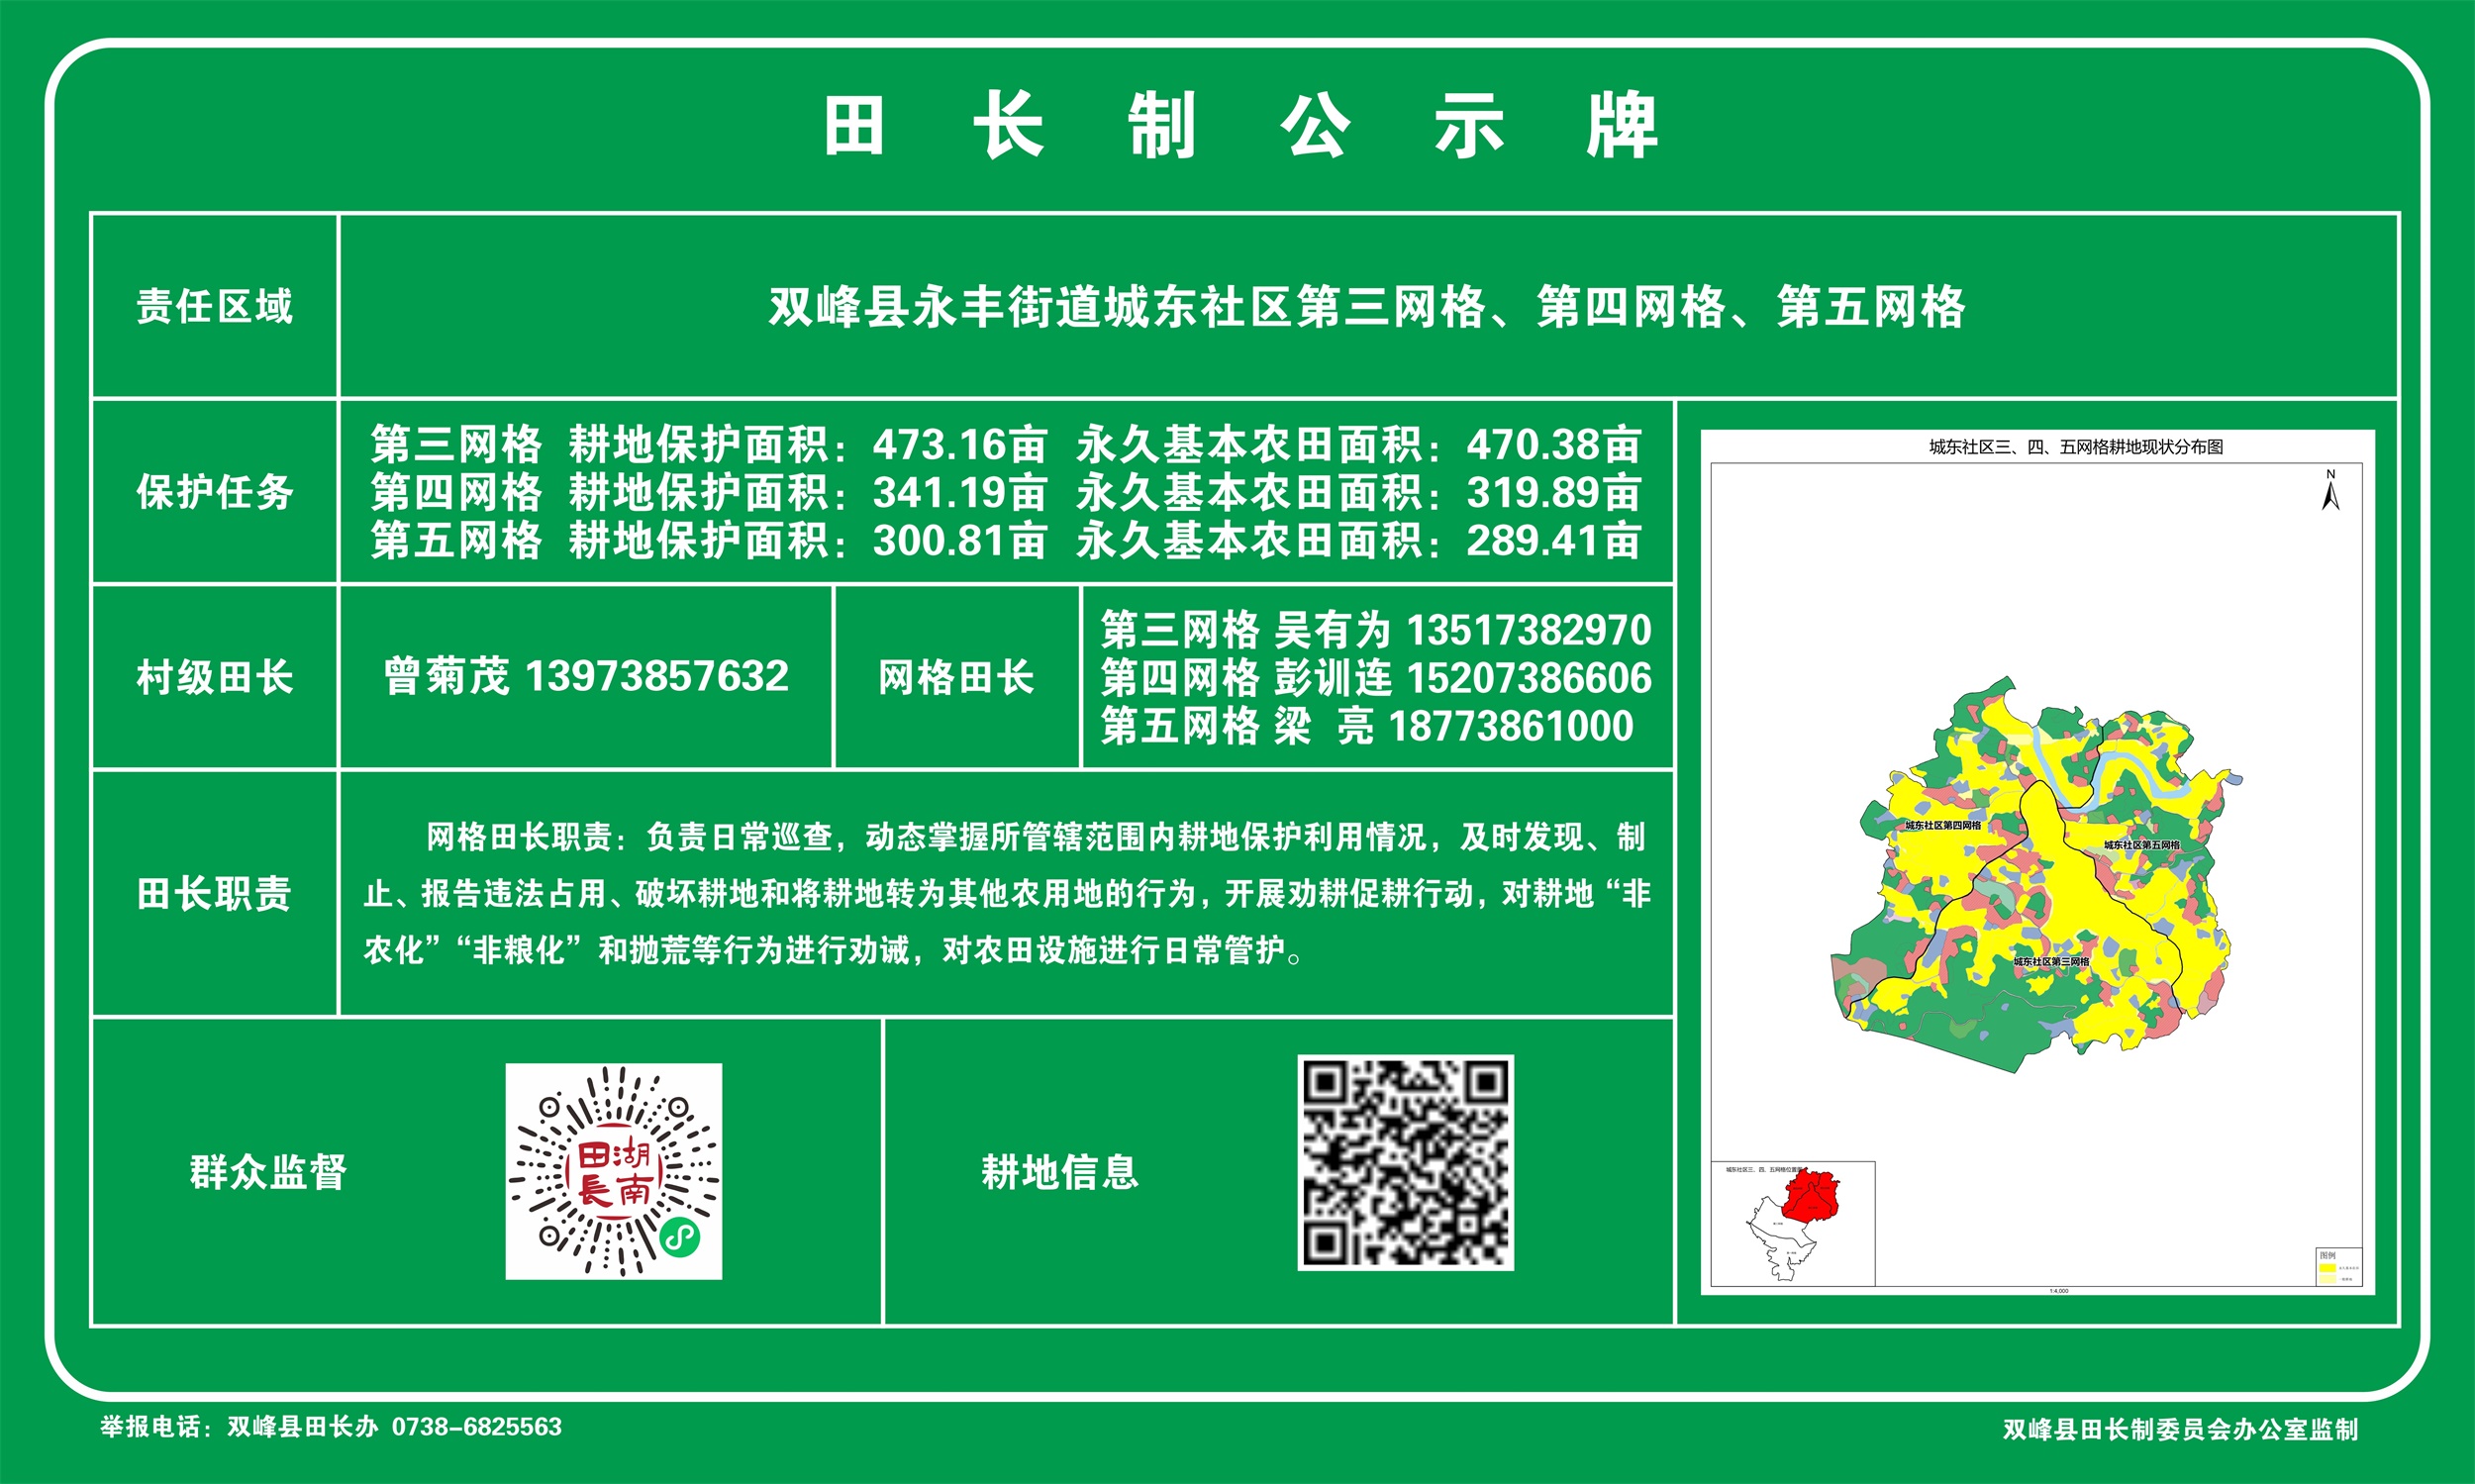 田长制公示牌
责任区域
双峰县永丰街道城东社区第三网格、第四网格、第五网格
保护任务
第三网格 耕地保护面积：473.16亩 永久基本农田面积：470.38亩
第四网格 耕地保护面积：341.19亩 永久基本农田面积：319.89亩
第五网格 耕地保护面积：300.81亩 永久基本农田面积：289.41亩
村级田长
曾菊茂 13973857632
网格田长
第三网格 吴有为 13517382970
第四网格 彭训连 15207386606
第五网格 梁 亮 18773861000
田长职责
网格田长职责：负责日常巡查，动态掌握所管辖范围内耕地保护利用情况，及时发现、制
止、报告违法占用、破坏耕地和将耕地转为其他农用地的行为，开展劝耕促耕行动，对耕地“非
农化”“非粮化”和抛荒等行为进行劝诫，对农田设施进行日常管护。
群众监督
田湖
長南
耕地信息
城东社区三、四、五网格耕地现状分布图
N
城东社区第四网格
城东社区第五网格
城东社区第三网格
城东社区三、四、五网格位置图
图例
1:4,000
举报电话：双峰县田长办 0738-6825563
双峰县田长制委员会办公室监制